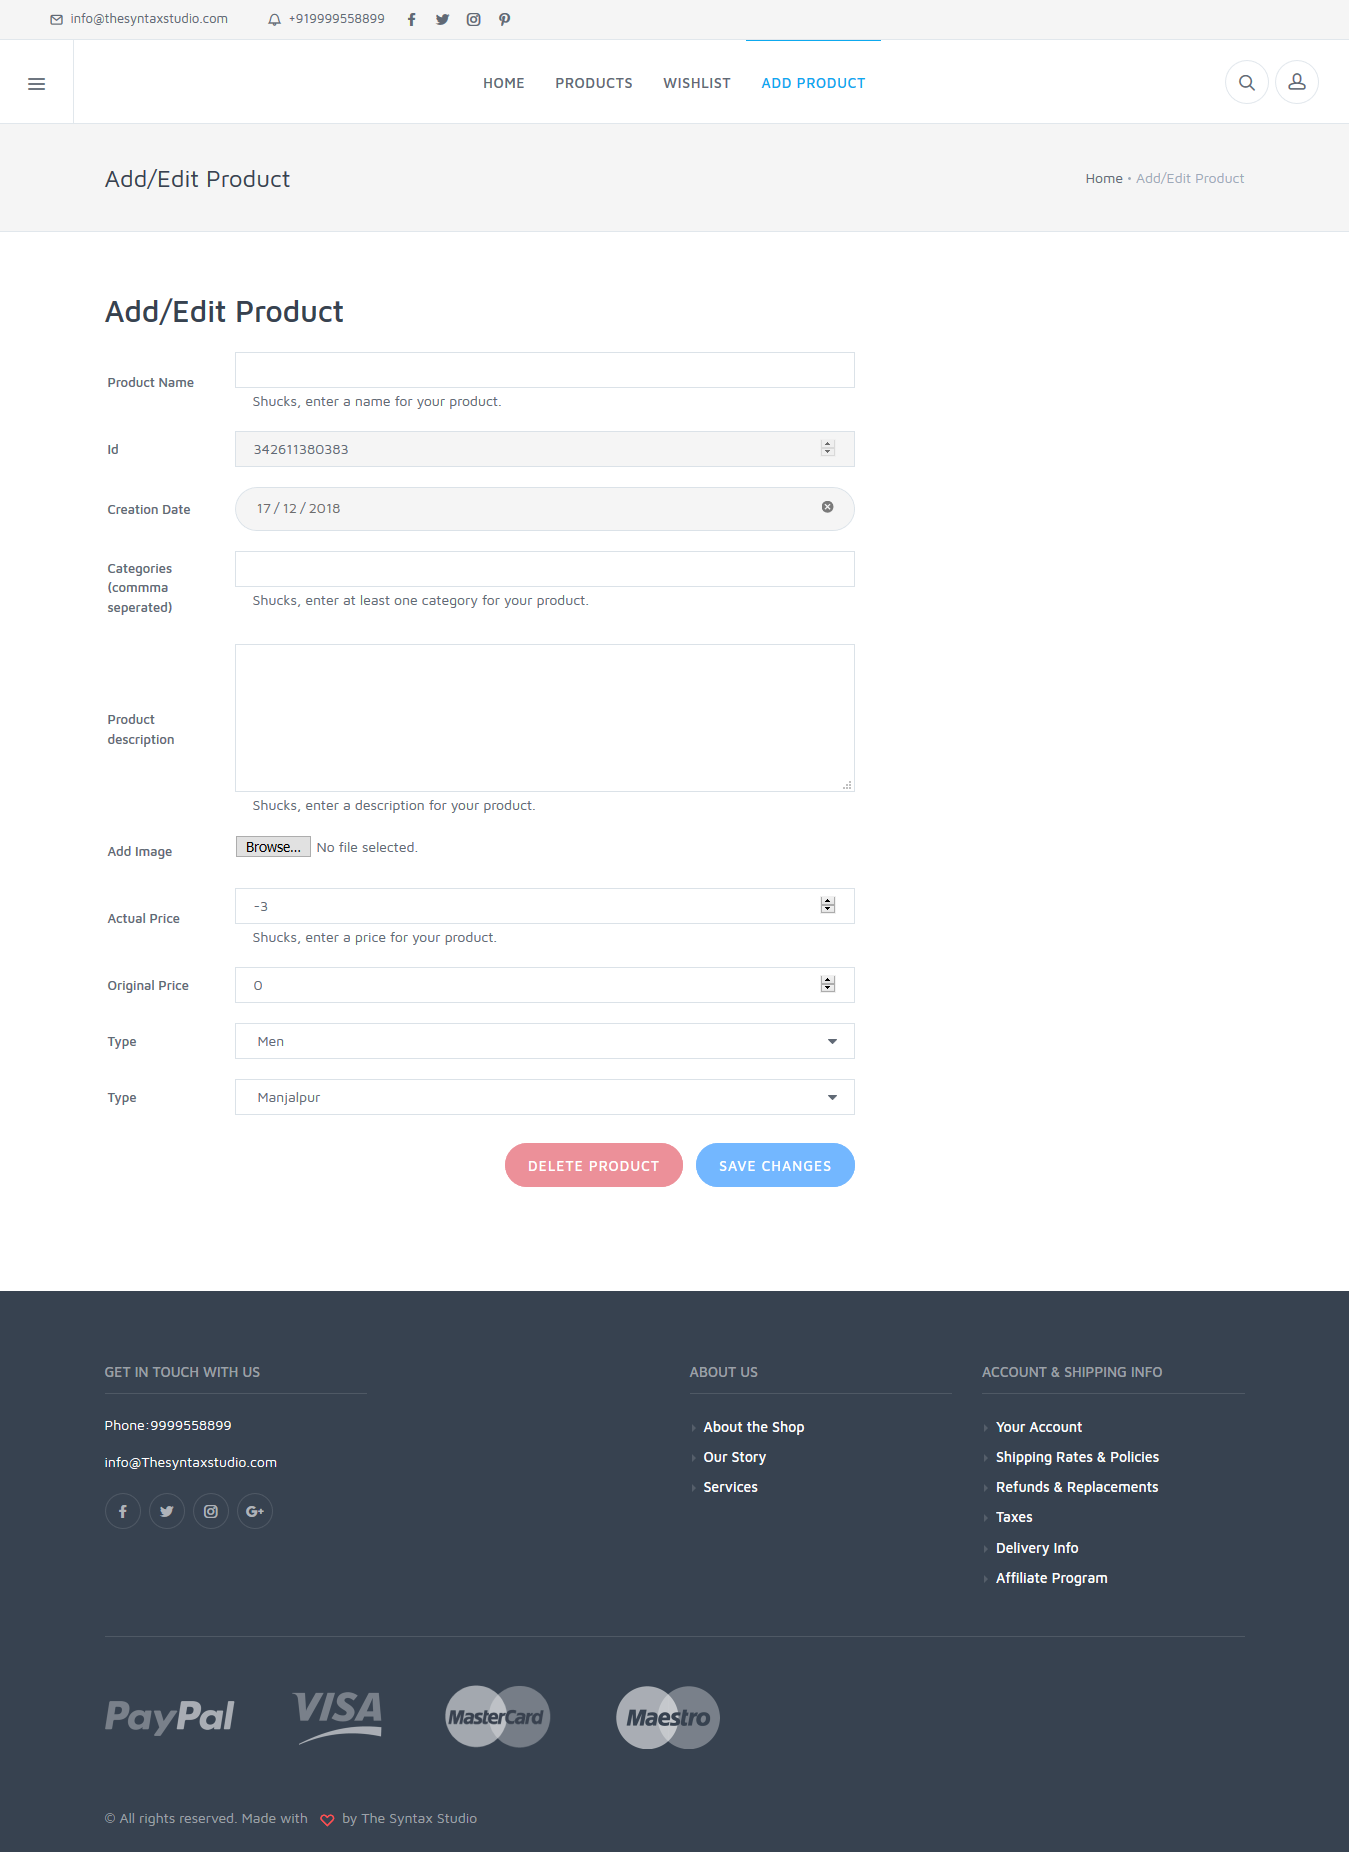 info@thesyntaxstudio.com +919999558899
HOME PRODUCTS WISHLIST ADD PRODUCT
Add/Edit Product
Home • Add/Edit Product
Add/Edit Product
Product Name
Shucks, enter a name for your product.
Id 342611380383
Creation Date 17 / 12 / 2018
Categories
(commma
seperated)
Shucks, enter at least one category for your product.
Product
description
Shucks, enter a description for your product.
Add Image Browse... No file selected.
Actual Price -3
Shucks, enter a price for your product.
Original Price 0
Type Men
Type Manjalpur
DELETE PRODUCT SAVE CHANGES
GET IN TOUCH WITH US
Phone:9999558899
info@Thesyntaxstudio.com
ABOUT US
About the Shop
Our Story
Services
ACCOUNT & SHIPPING INFO
Your Account
Shipping Rates & Policies
Refunds & Replacements
Taxes
Delivery Info
Affiliate Program
PayPal VISA MasterCard Maestro
© All rights reserved. Made with by The Syntax Studio